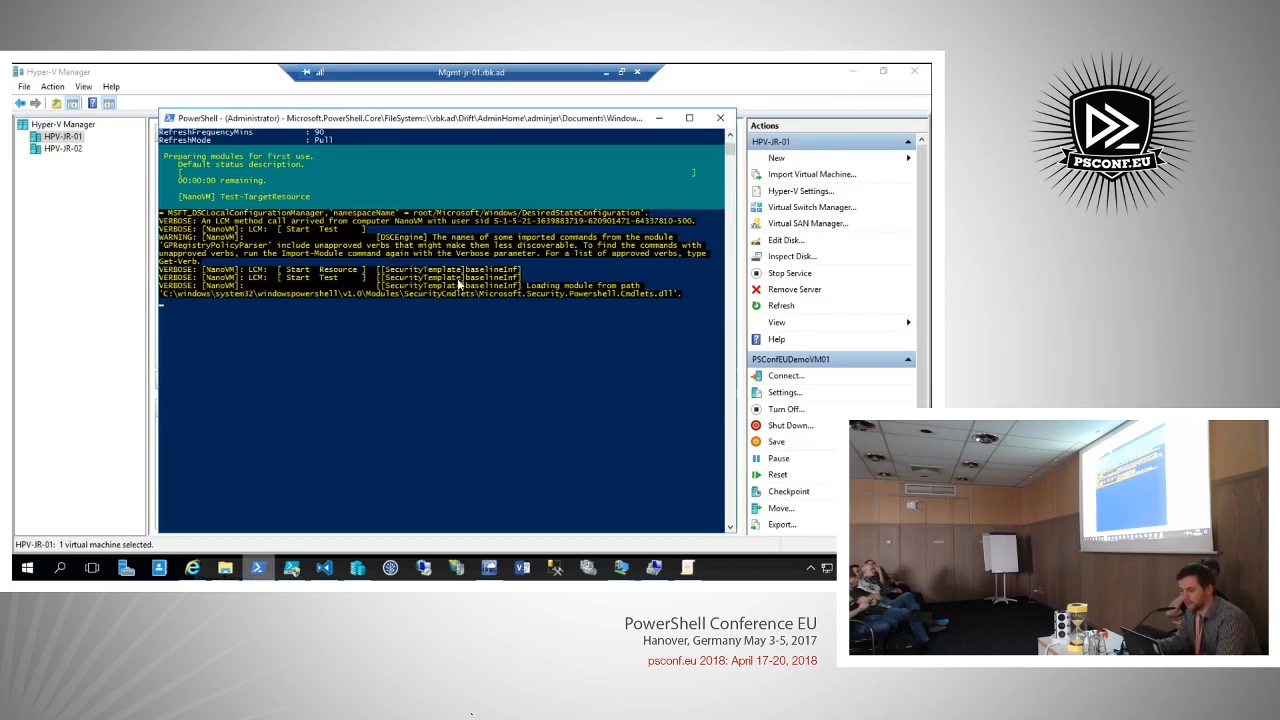 Hyper-V Manager
Mgmt-jr-01.rbk.ad
File Action View Help
Hyper-V Manager
HPV-JR-01
HPV-JR-02
PowerShell - (Administrator) - Microsoft.PowerShell.Core\FileSystem::\\rbk.ad\Drift\AdminHome\adminjer\Documents\Window...
RefreshFrequencyMins : 90
RefreshMode : Pull
Preparing modules for first use.
Default status description.
[ ]
00:00:00 remaining.
[NanoVM] Test-TargetResource
= MSFT_DSCLocalConfigurationManager,'namespaceName' = root/Microsoft/Windows/DesiredStateConfiguration'.
VERBOSE: An LCM method call arrived from computer NanoVM with user sid S-1-5-21-3639883719-620901471-64337810-500.
VERBOSE: [NanoVM]: LCM: [ Start Test ]
WARNING: [NanoVM]: [DSCEngine] The names of some imported commands from the module
'GPRegistryPolicyParser' include unapproved verbs that might make them less discoverable. To find the commands with
unapproved verbs, run the Import-Module command again with the Verbose parameter. For a list of approved verbs, type
Get-Verb.
VERBOSE: [NanoVM]: LCM: [ Start Resource ] [[SecurityTemplate]baselineInf]
VERBOSE: [NanoVM]: LCM: [ Start Test ] [[SecurityTemplate]baselineInf]
VERBOSE: [NanoVM]: [[SecurityTemplate]baselineInf] Loading module from path
'C:\windows\system32\windowspowershell\v1.0\Modules\SecurityCmdlets\Microsoft.Security.Powershell.Cmdlets.dll'.
Actions
HPV-JR-01
New
Import Virtual Machine...
Hyper-V Settings...
Virtual Switch Manager...
Virtual SAN Manager...
Edit Disk...
Inspect Disk...
Stop Service
Remove Server
Refresh
View
Help
PSConfEUDemoVM01
Connect...
Settings...
Turn Off...
Shut Down...
Save
Pause
Reset
Checkpoint
Move...
Export...
HPV-JR-01: 1 virtual machine selected.
PSCONF.EU
PowerShell Conference EU
Hanover, Germany May 3-5, 2017
psconf.eu 2018: April 17-20, 2018